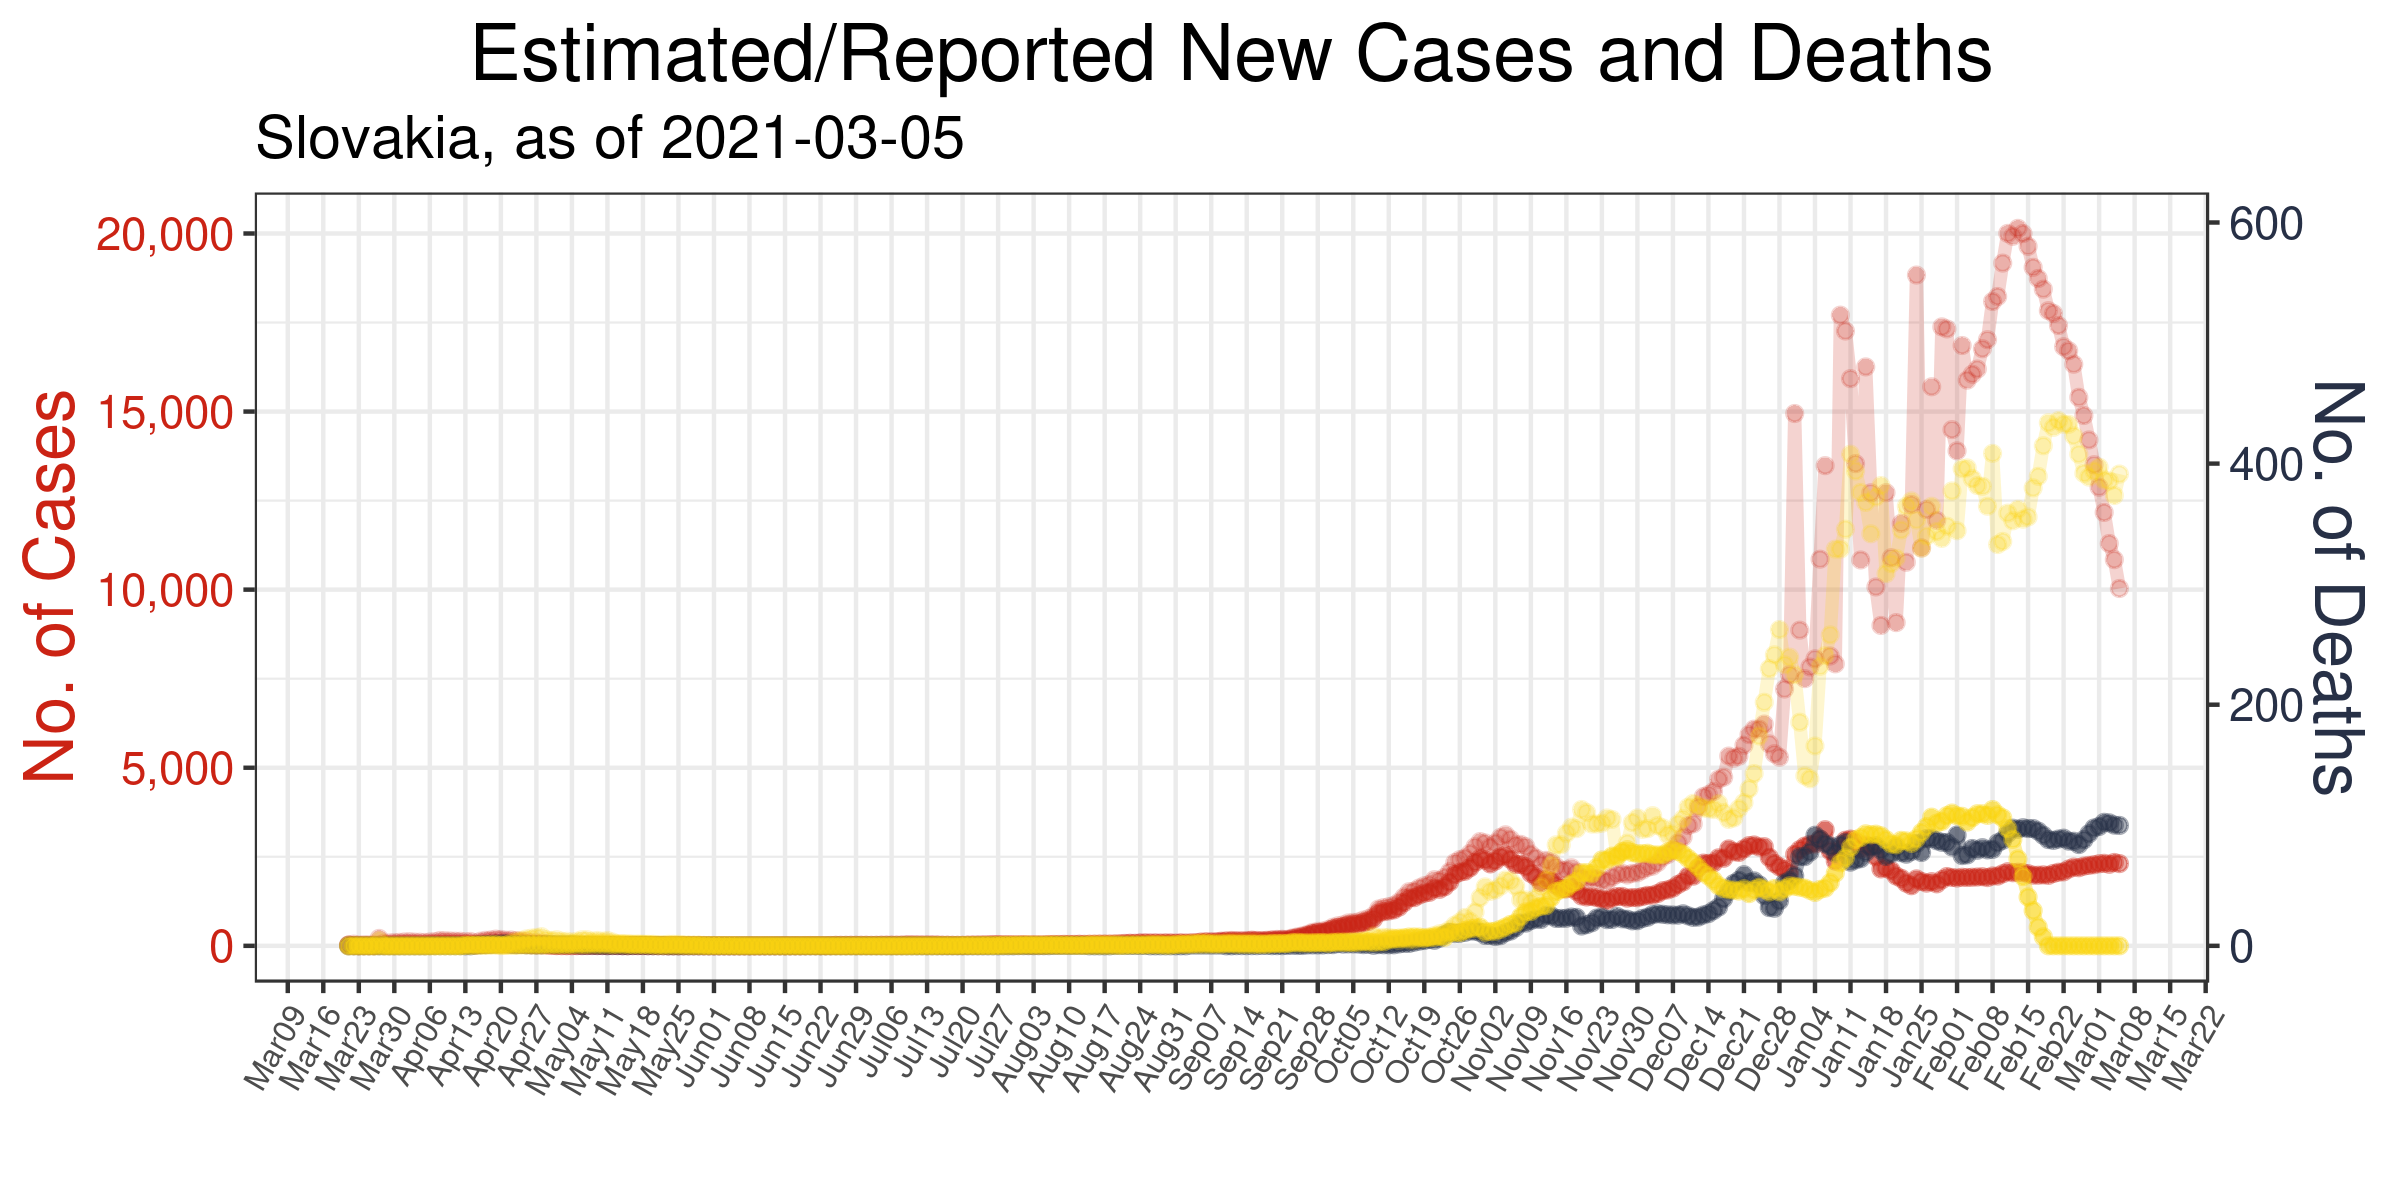 Estimated/Reported New Cases and Deaths
Slovakia, as of 2021-03-05
No. of Cases
20,000
15,000
10,000
5,000
0
No. of Deaths
600
400
200
0
Mar09
Mar16
Mar23
Mar30
Apr06
Apr13
Apr20
Apr27
May04
May11
May18
May25
Jun01
Jun08
Jun15
Jun22
Jun29
Jul06
Jul13
Jul20
Jul27
Aug03
Aug10
Aug17
Aug24
Aug31
Sep07
Sep14
Sep21
Sep28
Oct05
Oct12
Oct19
Oct26
Nov02
Nov09
Nov16
Nov23
Nov30
Dec07
Dec14
Dec21
Dec28
Jan04
Jan11
Jan18
Jan25
Feb01
Feb08
Feb15
Feb22
Mar01
Mar08
Mar15
Mar22